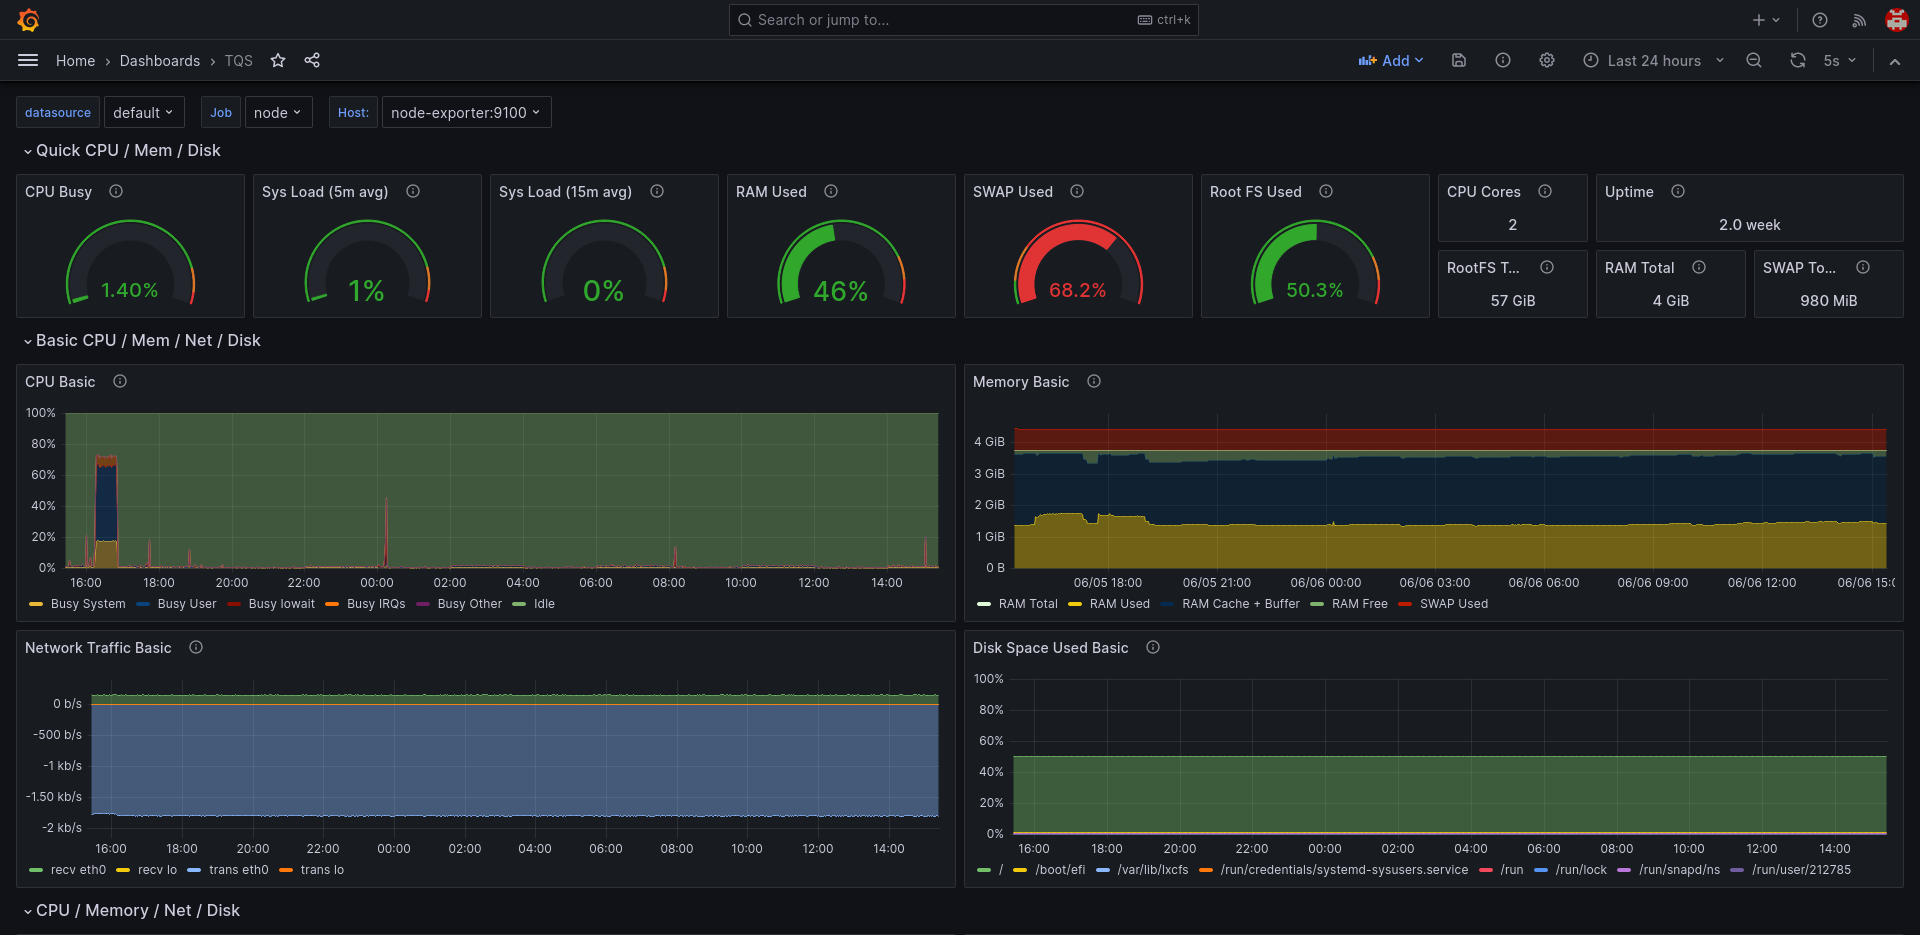 Search or jump to...
ctrl+k
Home › Dashboards › TQS
Add
Last 24 hours
5s
datasource default Job node Host: node-exporter:9100
Quick CPU / Mem / Disk
CPU Busy
1.40%
Sys Load (5m avg)
1%
Sys Load (15m avg)
0%
RAM Used
46%
SWAP Used
68.2%
Root FS Used
50.3%
CPU Cores
2
Uptime
2.0 week
RootFS T...
57 GiB
RAM Total
4 GiB
SWAP To...
980 MiB
Basic CPU / Mem / Net / Disk
CPU Basic
100%
80%
60%
40%
20%
0%
16:00 18:00 20:00 22:00 00:00 02:00 04:00 06:00 08:00 10:00 12:00 14:00
Busy System Busy User Busy Iowait Busy IRQs Busy Other Idle
Memory Basic
4 GiB
3 GiB
2 GiB
1 GiB
0 B
06/05 18:00 06/05 21:00 06/06 00:00 06/06 03:00 06/06 06:00 06/06 09:00 06/06 12:00 06/06 15:0
RAM Total RAM Used RAM Cache + Buffer RAM Free SWAP Used
Network Traffic Basic
0 b/s
-500 b/s
-1 kb/s
-1.50 kb/s
-2 kb/s
16:00 18:00 20:00 22:00 00:00 02:00 04:00 06:00 08:00 10:00 12:00 14:00
recv eth0 recv lo trans eth0 trans lo
Disk Space Used Basic
100%
80%
60%
40%
20%
0%
16:00 18:00 20:00 22:00 00:00 02:00 04:00 06:00 08:00 10:00 12:00 14:00
/ /boot/efi /var/lib/lxcfs /run/credentials/systemd-sysusers.service /run /run/lock /run/snapd/ns /run/user/212785
CPU / Memory / Net / Disk